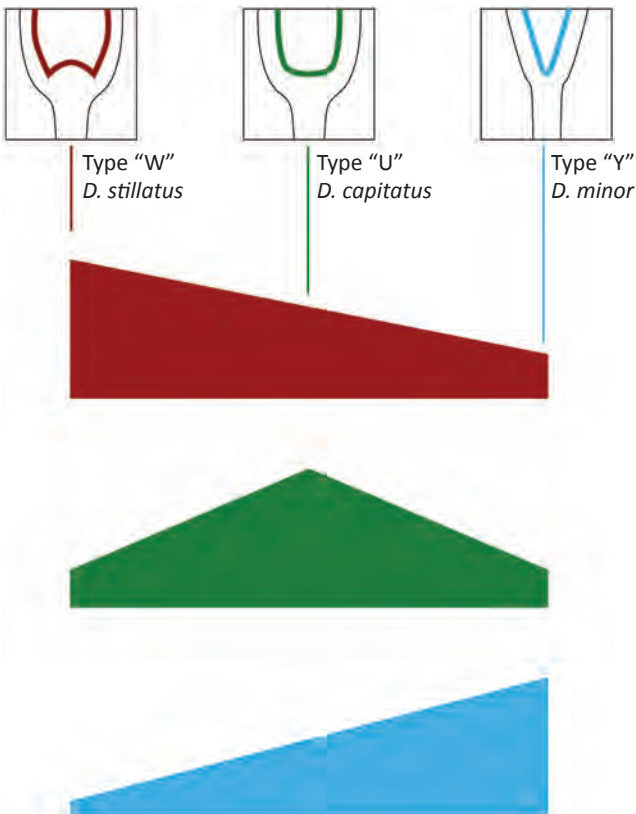 Type “W”
D. stillatus
Type “U”
D. capitatus
Type “Y”
D. minor